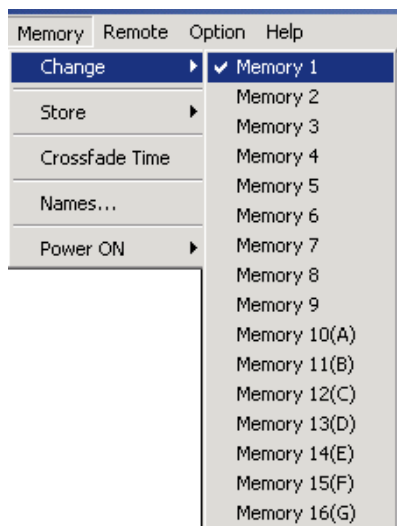 Memory Remote Option Help
Change
Store
Crossfade Time
Names...
Power ON
Memory 1
Memory 2
Memory 3
Memory 4
Memory 5
Memory 6
Memory 7
Memory 8
Memory 9
Memory 10(A)
Memory 11(B)
Memory 12(C)
Memory 13(D)
Memory 14(E)
Memory 15(F)
Memory 16(G)